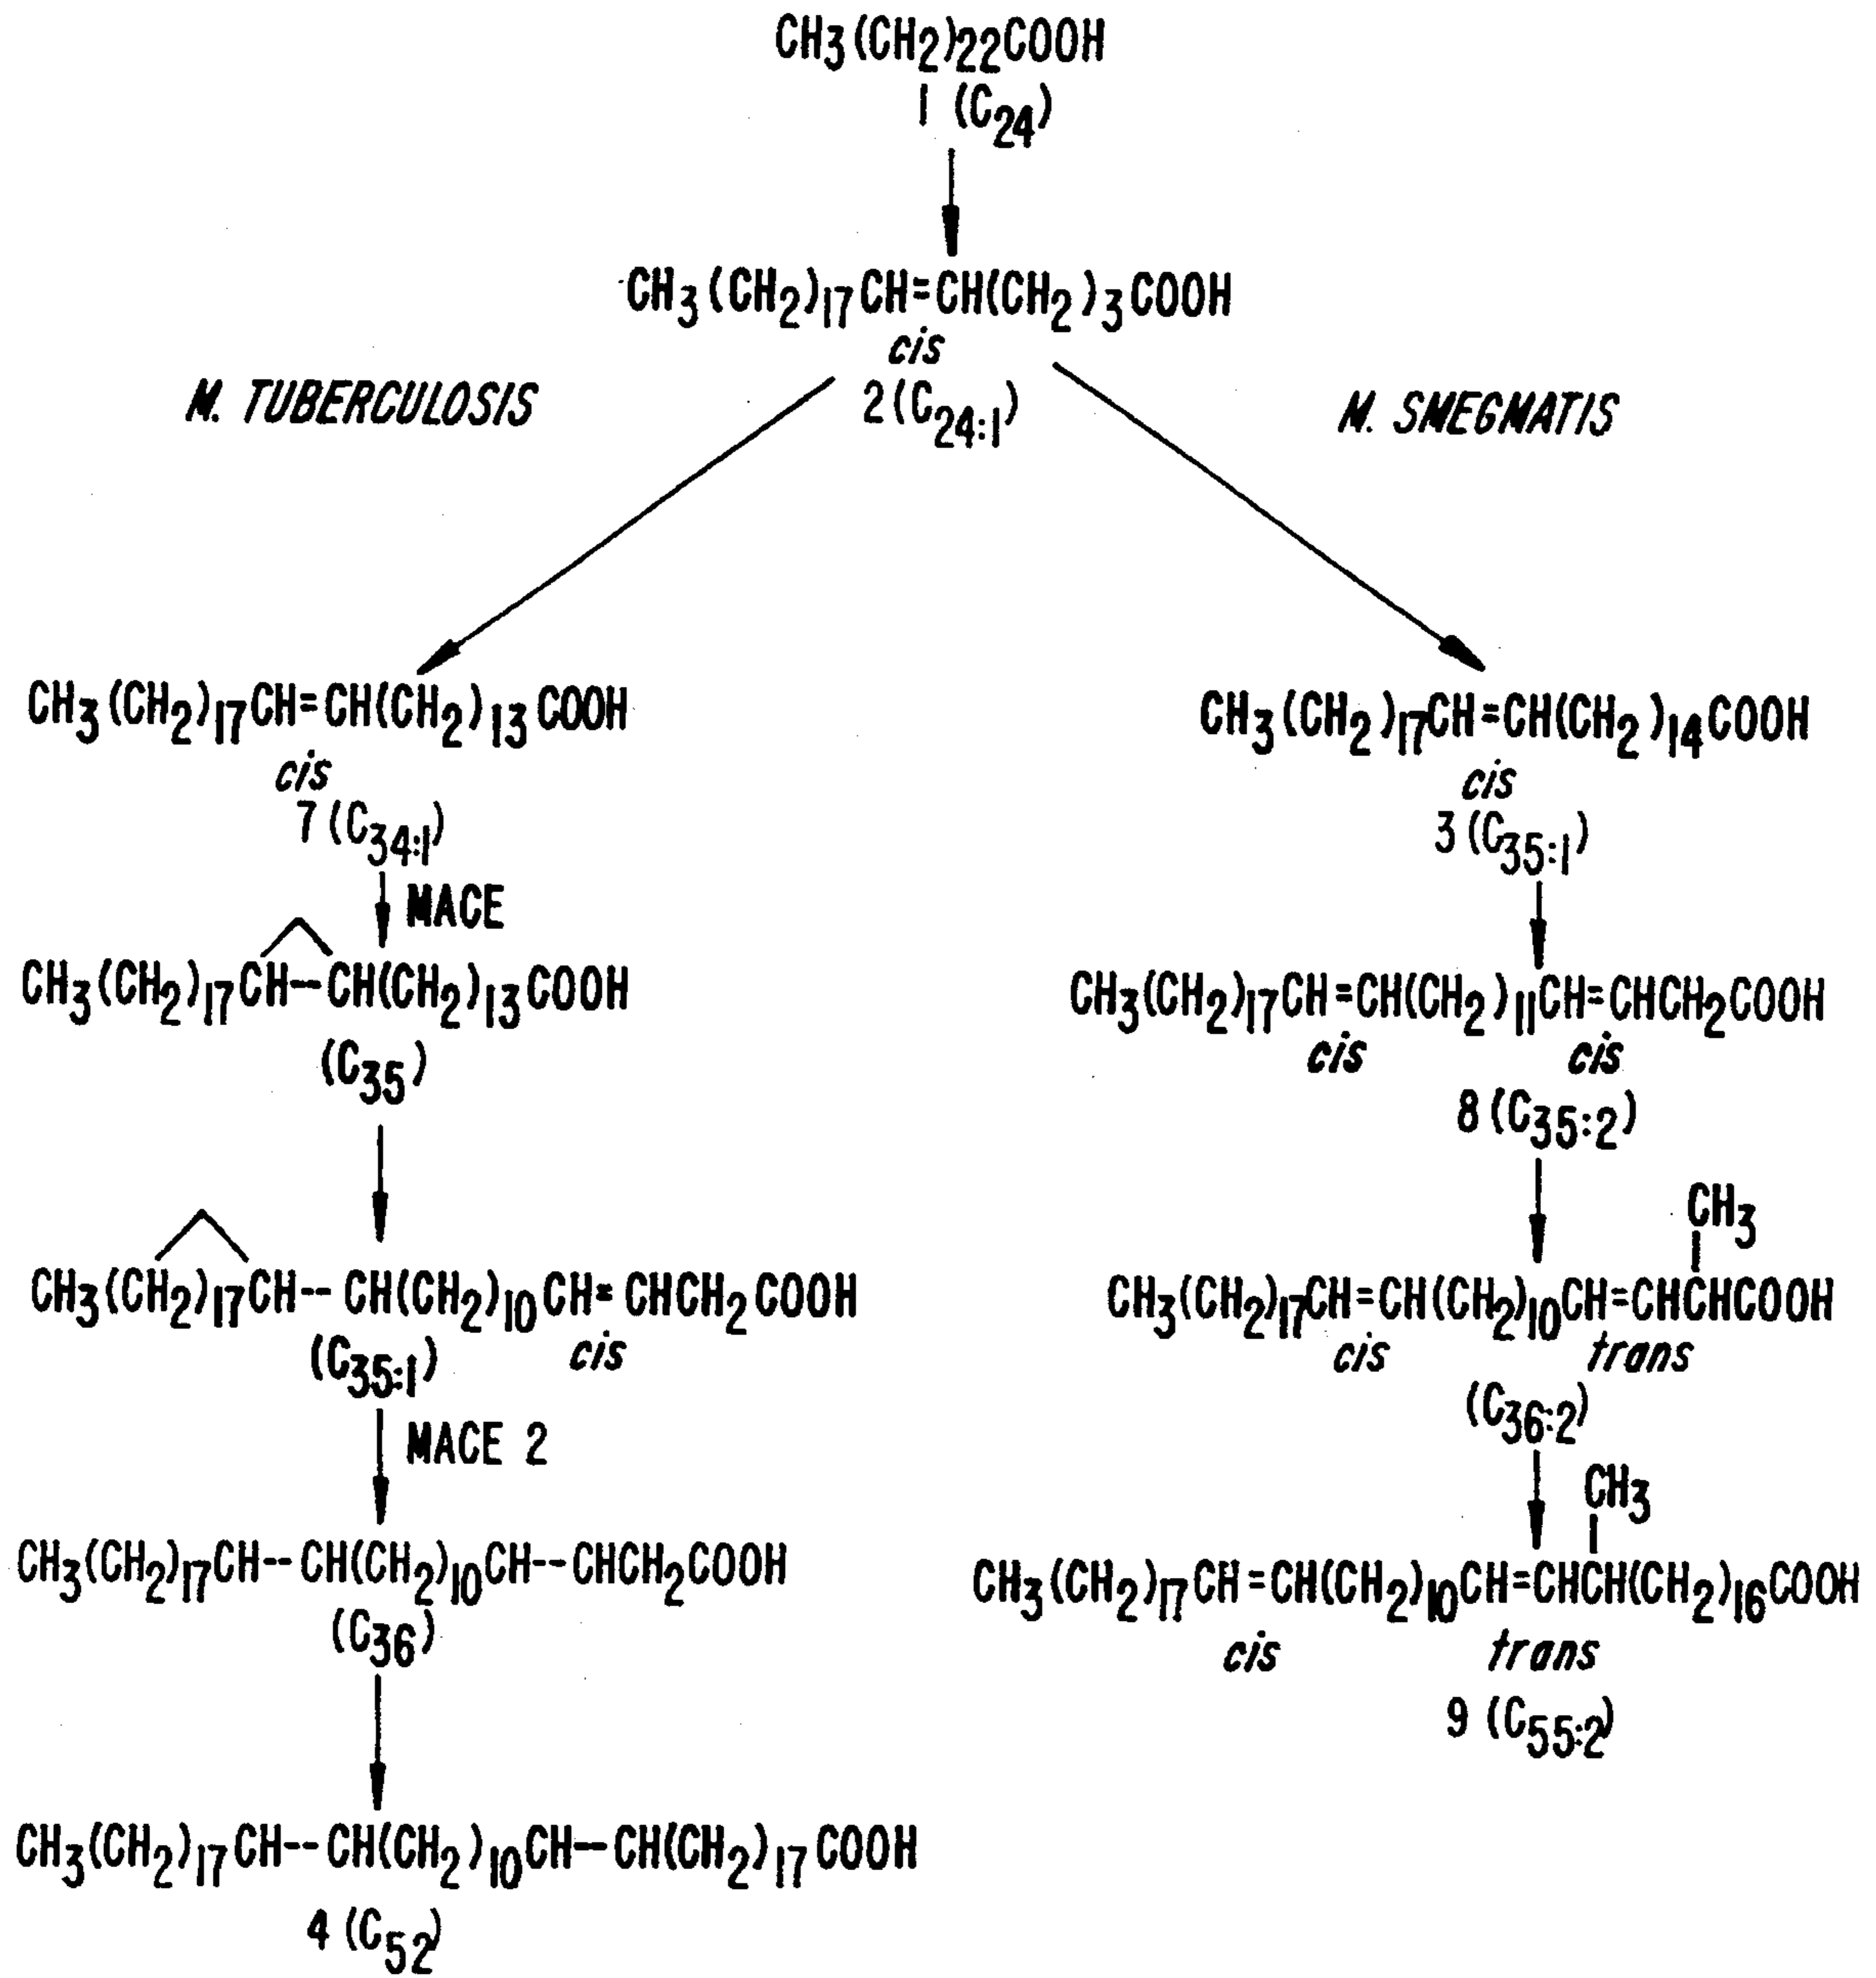 CH3(CH2)22COOH
1 (C24)
CH3(CH2)17CH=CH(CH2)3COOH
cis
2 (C24:1)
M. TUBERCULOSIS
M. SMEGMATIS
CH3(CH2)17CH=CH(CH2)13COOH
cis
7 (C34:1)
MACE
CH3(CH2)17CH-CH(CH2)13COOH
(C35)
CH3(CH2)17CH--CH(CH2)10CH=CHCH2COOH
cis
(C35:1)
MACE 2
CH3(CH2)17CH--CH(CH2)10CH--CHCH2COOH
(C36)
CH3(CH2)17CH--CH(CH2)10CH-CH(CH2)17COOH
4 (C52)
CH3(CH2)17CH=CH(CH2)14COOH
cis
3 (C35:1)
CH3(CH2)17CH=CH(CH2)11CH=CHCH2COOH
cis cis
8 (C35:2)
CH3
CH3(CH2)17CH=CH(CH2)10CH=CHCHCOOH
cis trans
(C36:2)
CH3
CH3(CH2)17CH=CH(CH2)10CH=CHCH(CH2)16COOH
cis trans
9 (C55:2)